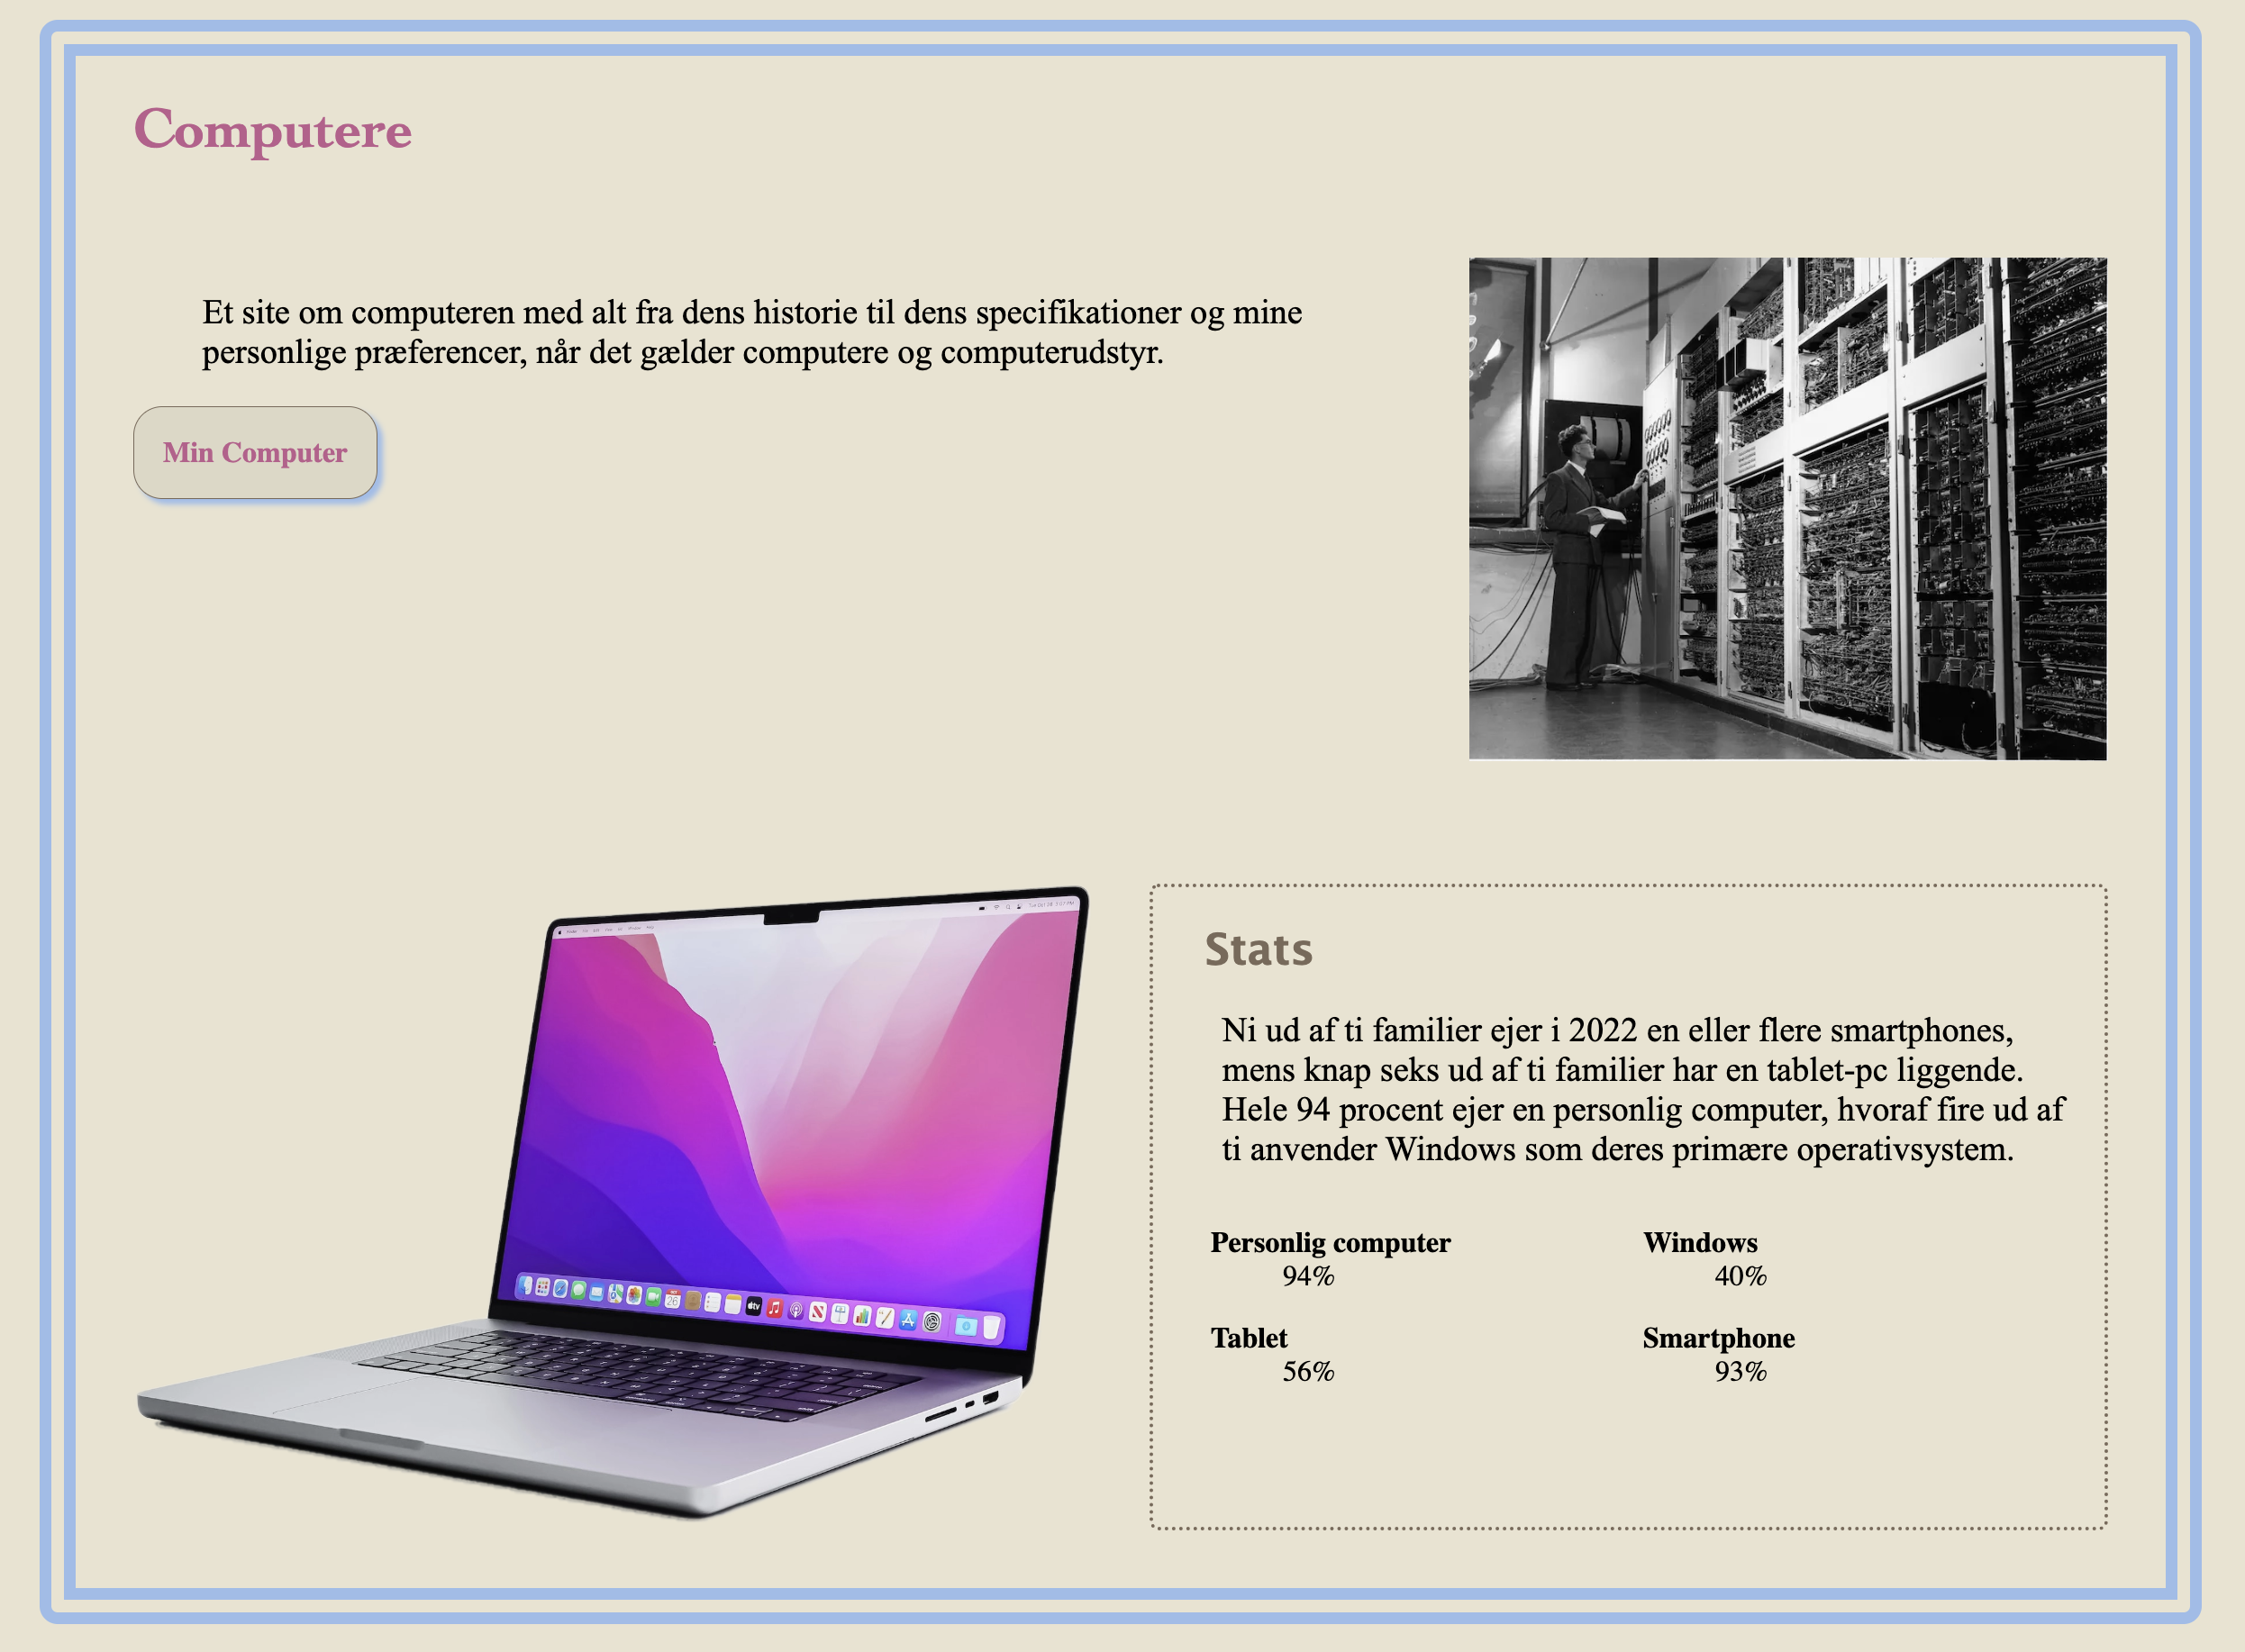 Computere
Et site om computeren med alt fra dens historie til dens specifikationer og mine
personlige præferencer, når det gælder computere og computerudstyr.
Min Computer
Stats
Ni ud af ti familier ejer i 2022 en eller flere smartphones,
mens knap seks ud af ti familier har en tablet-pc liggende.
Hele 94 procent ejer en personlig computer, hvoraf fire ud af
ti anvender Windows som deres primære operativsystem.
Personlig computer
94%
Windows
40%
Tablet
56%
Smartphone
93%
26
tv